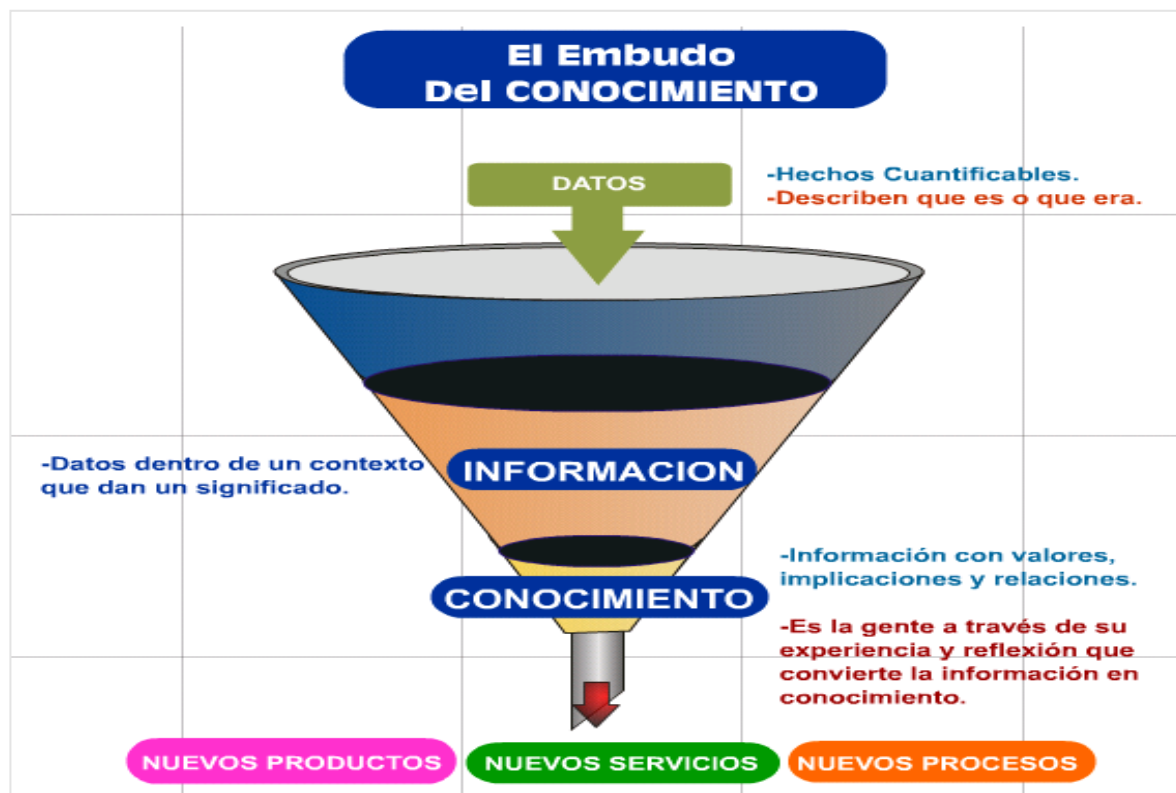 El Embudo
Del CONOCIMIENTO
DATOS
-Hechos Cuantificables.
-Describen que es o que era.
-Datos dentro de un contexto
que dan un significado.
INFORMACION
-Información con valores,
implicaciones y relaciones.
CONOCIMIENTO
-Es la gente a través de su
experiencia y reflexión que
convierte la información en
conocimiento.
NUEVOS PRODUCTOS
NUEVOS SERVICIOS
NUEVOS PROCESOS